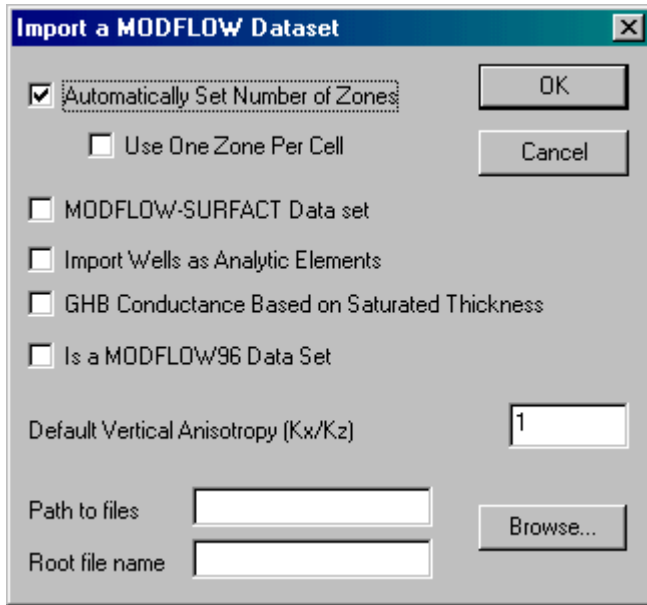 Import a MODFLOW Dataset
Automatically Set Number of Zones
OK
Use One Zone Per Cell
Cancel
MODFLOW-SURFACT Data set
Import Wells as Analytic Elements
GHB Conductance Based on Saturated Thickness
Is a MODFLOW96 Data Set
Default Vertical Anisotropy (Kx/Kz)
1
Path to files
Browse...
Root file name